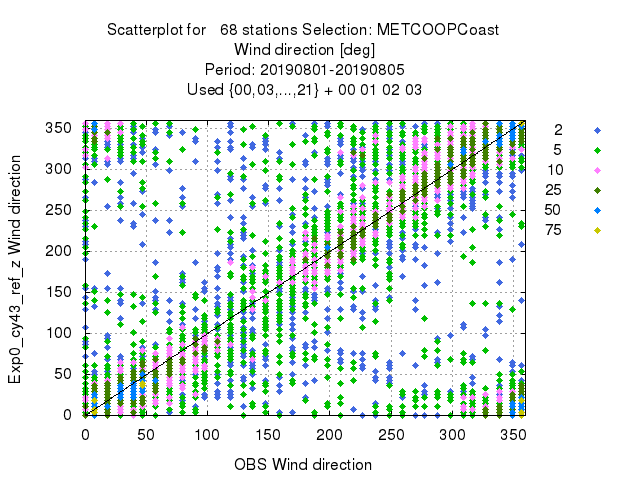 Scatterplot for 68 stations Selection: METCOOPCoast
Wind direction [deg]
Period: 20190801-20190805
Used {00,03,...,21} + 00 01 02 03
Exp0_cy43_ref_z Wind direction
350
300
250
200
150
100
50
0
0 50 100 150 200 250 300 350
OBS Wind direction
2
5
10
25
50
75